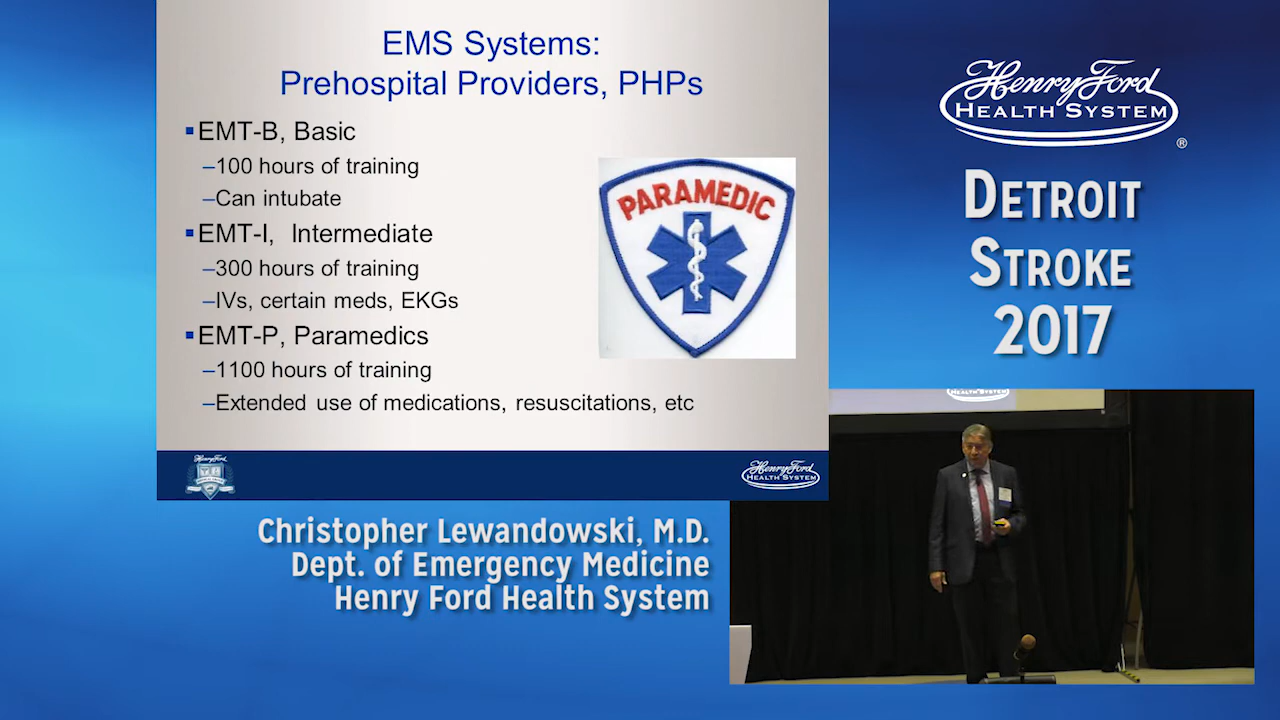 EMS Systems:
Prehospital Providers, PHPs
▪EMT-B, Basic
–100 hours of training
–Can intubate
▪EMT-I, Intermediate
–300 hours of training
–IVs, certain meds, EKGs
▪EMT-P, Paramedics
–1100 hours of training
–Extended use of medications, resuscitations, etc
PARAMEDIC
Henry Ford
HEALTH SYSTEM
Henry Ford
HEALTH SYSTEM
®
DETROIT
STROKE
2017
HEALTH SYSTEM
Christopher Lewandowski, M.D.
Dept. of Emergency Medicine
Henry Ford Health System